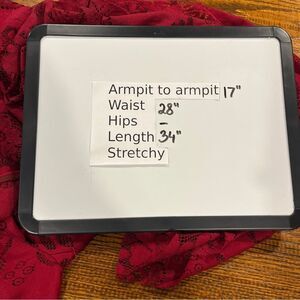 Armpit to armpit 17"
Waist 28"
Hips -
Length 34"
Stretchy